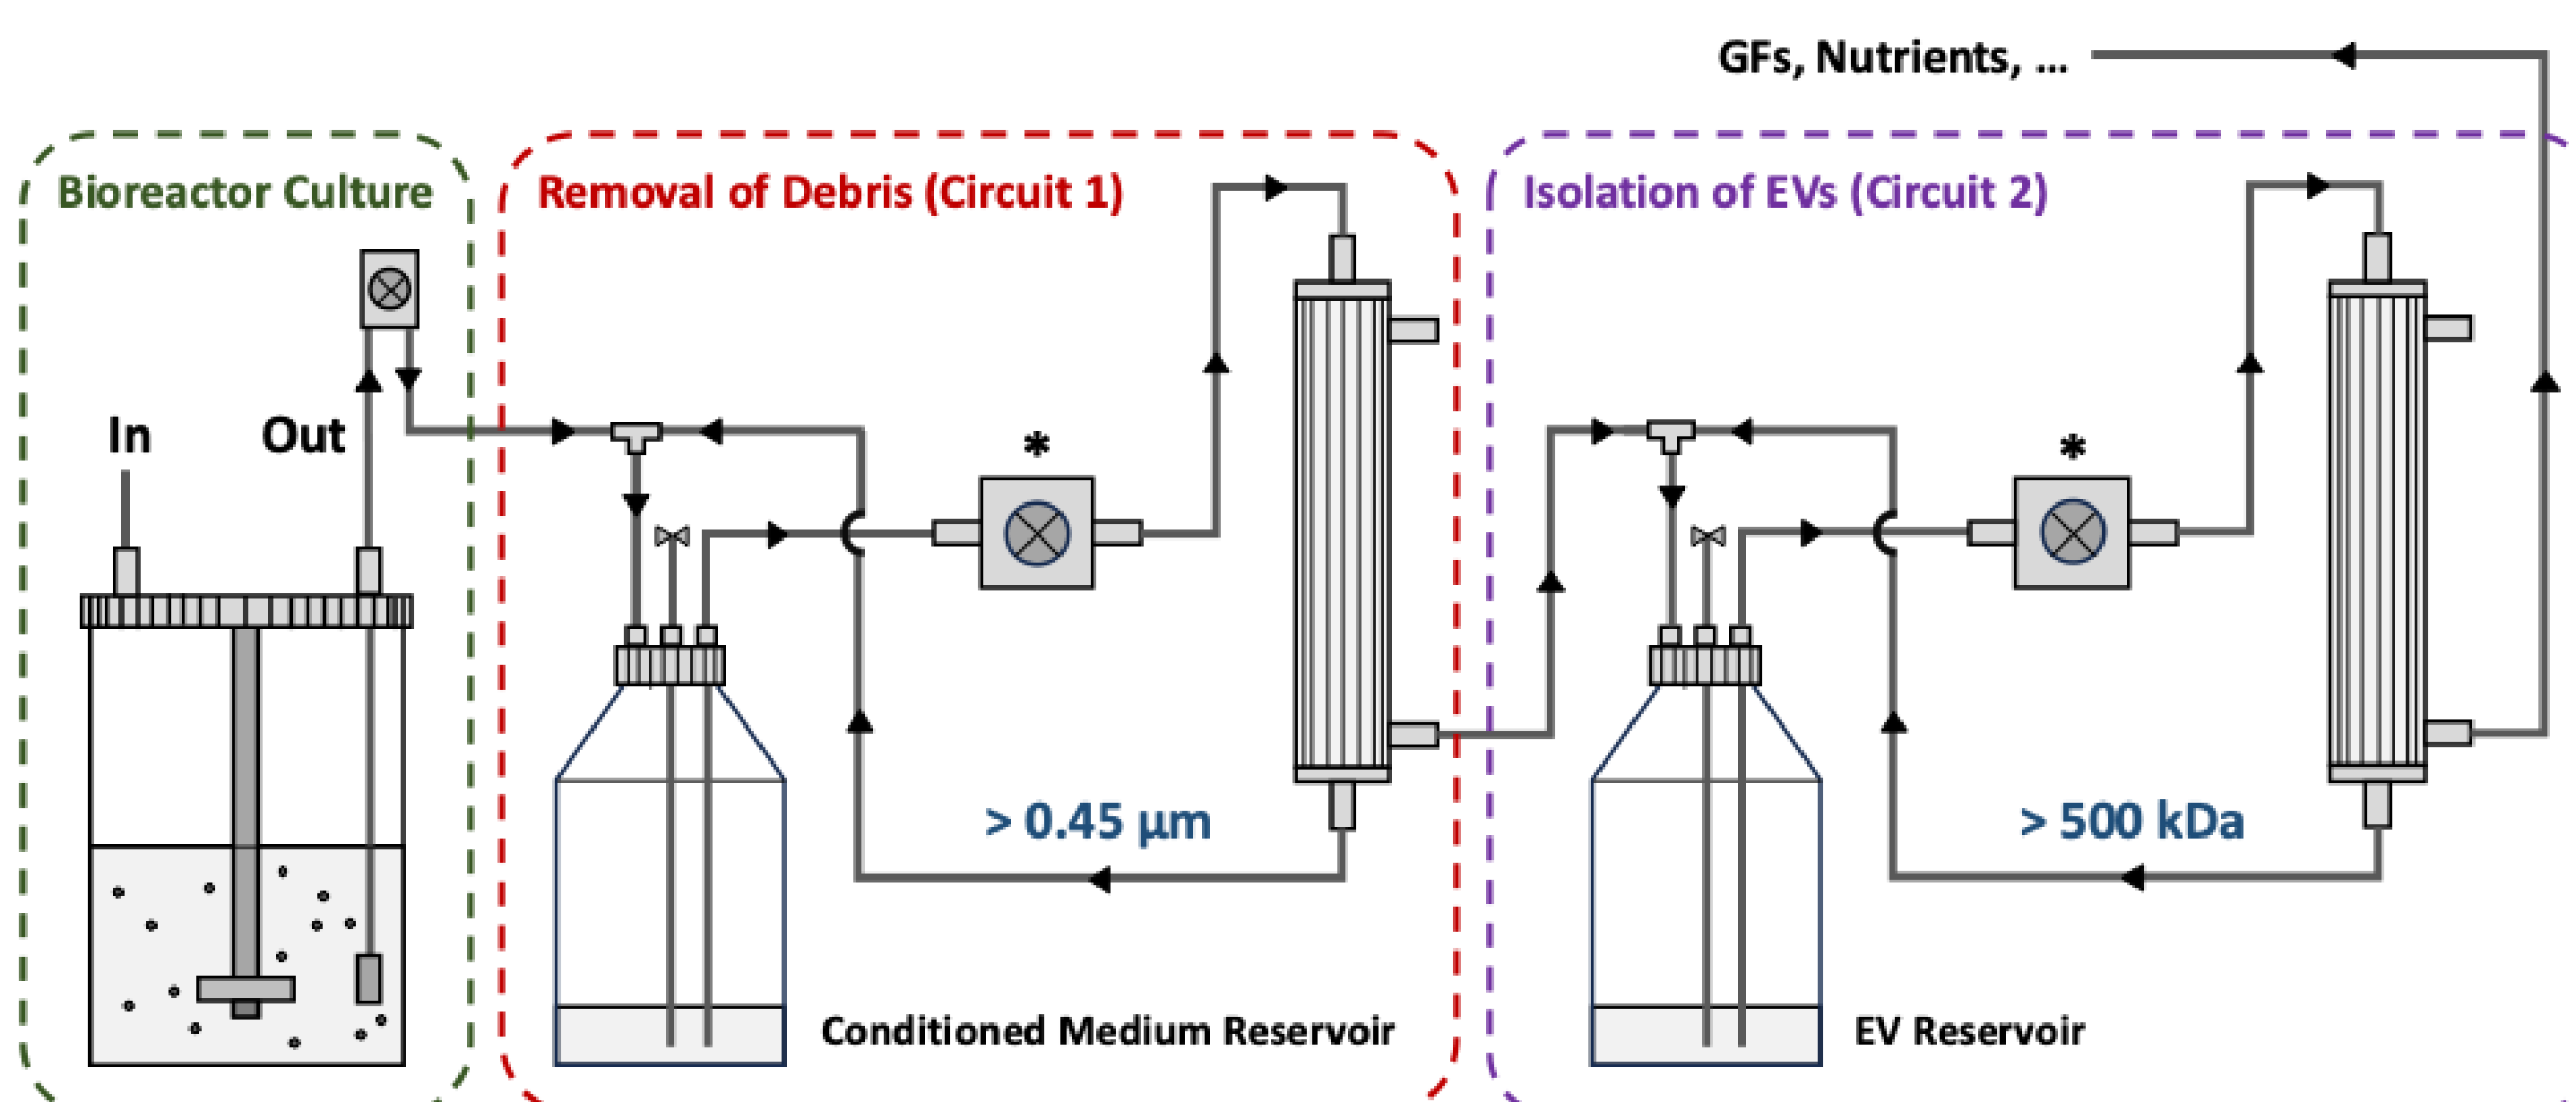 GFs, Nutrients, ...
Bioreactor Culture
Removal of Debris (Circuit 1)
Isolation of EVs (Circuit 2)
In
Out
*
*
> 0.45 µm
> 500 kDa
Conditioned Medium Reservoir
EV Reservoir